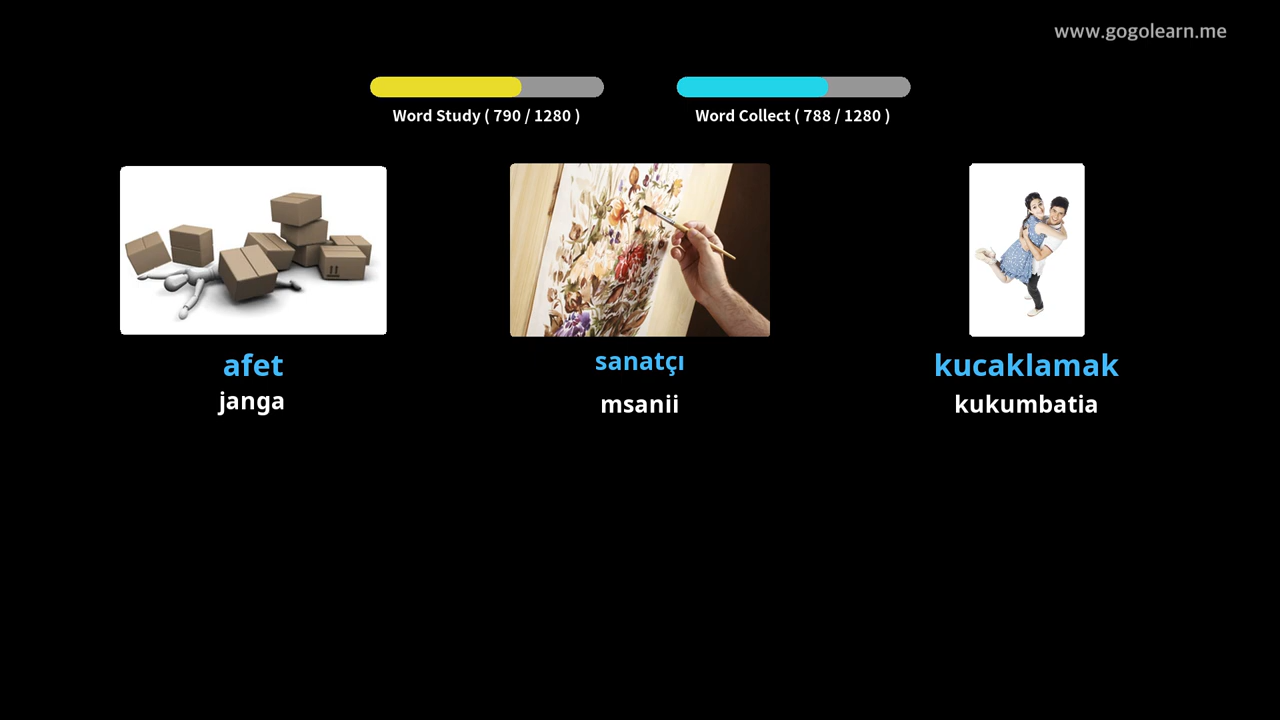 www.gogolearn.me
Word Study ( 790 / 1280 )
Word Collect ( 788 / 1280 )
afet
janga
sanatçı
msanii
kucaklamak
kukumbatia